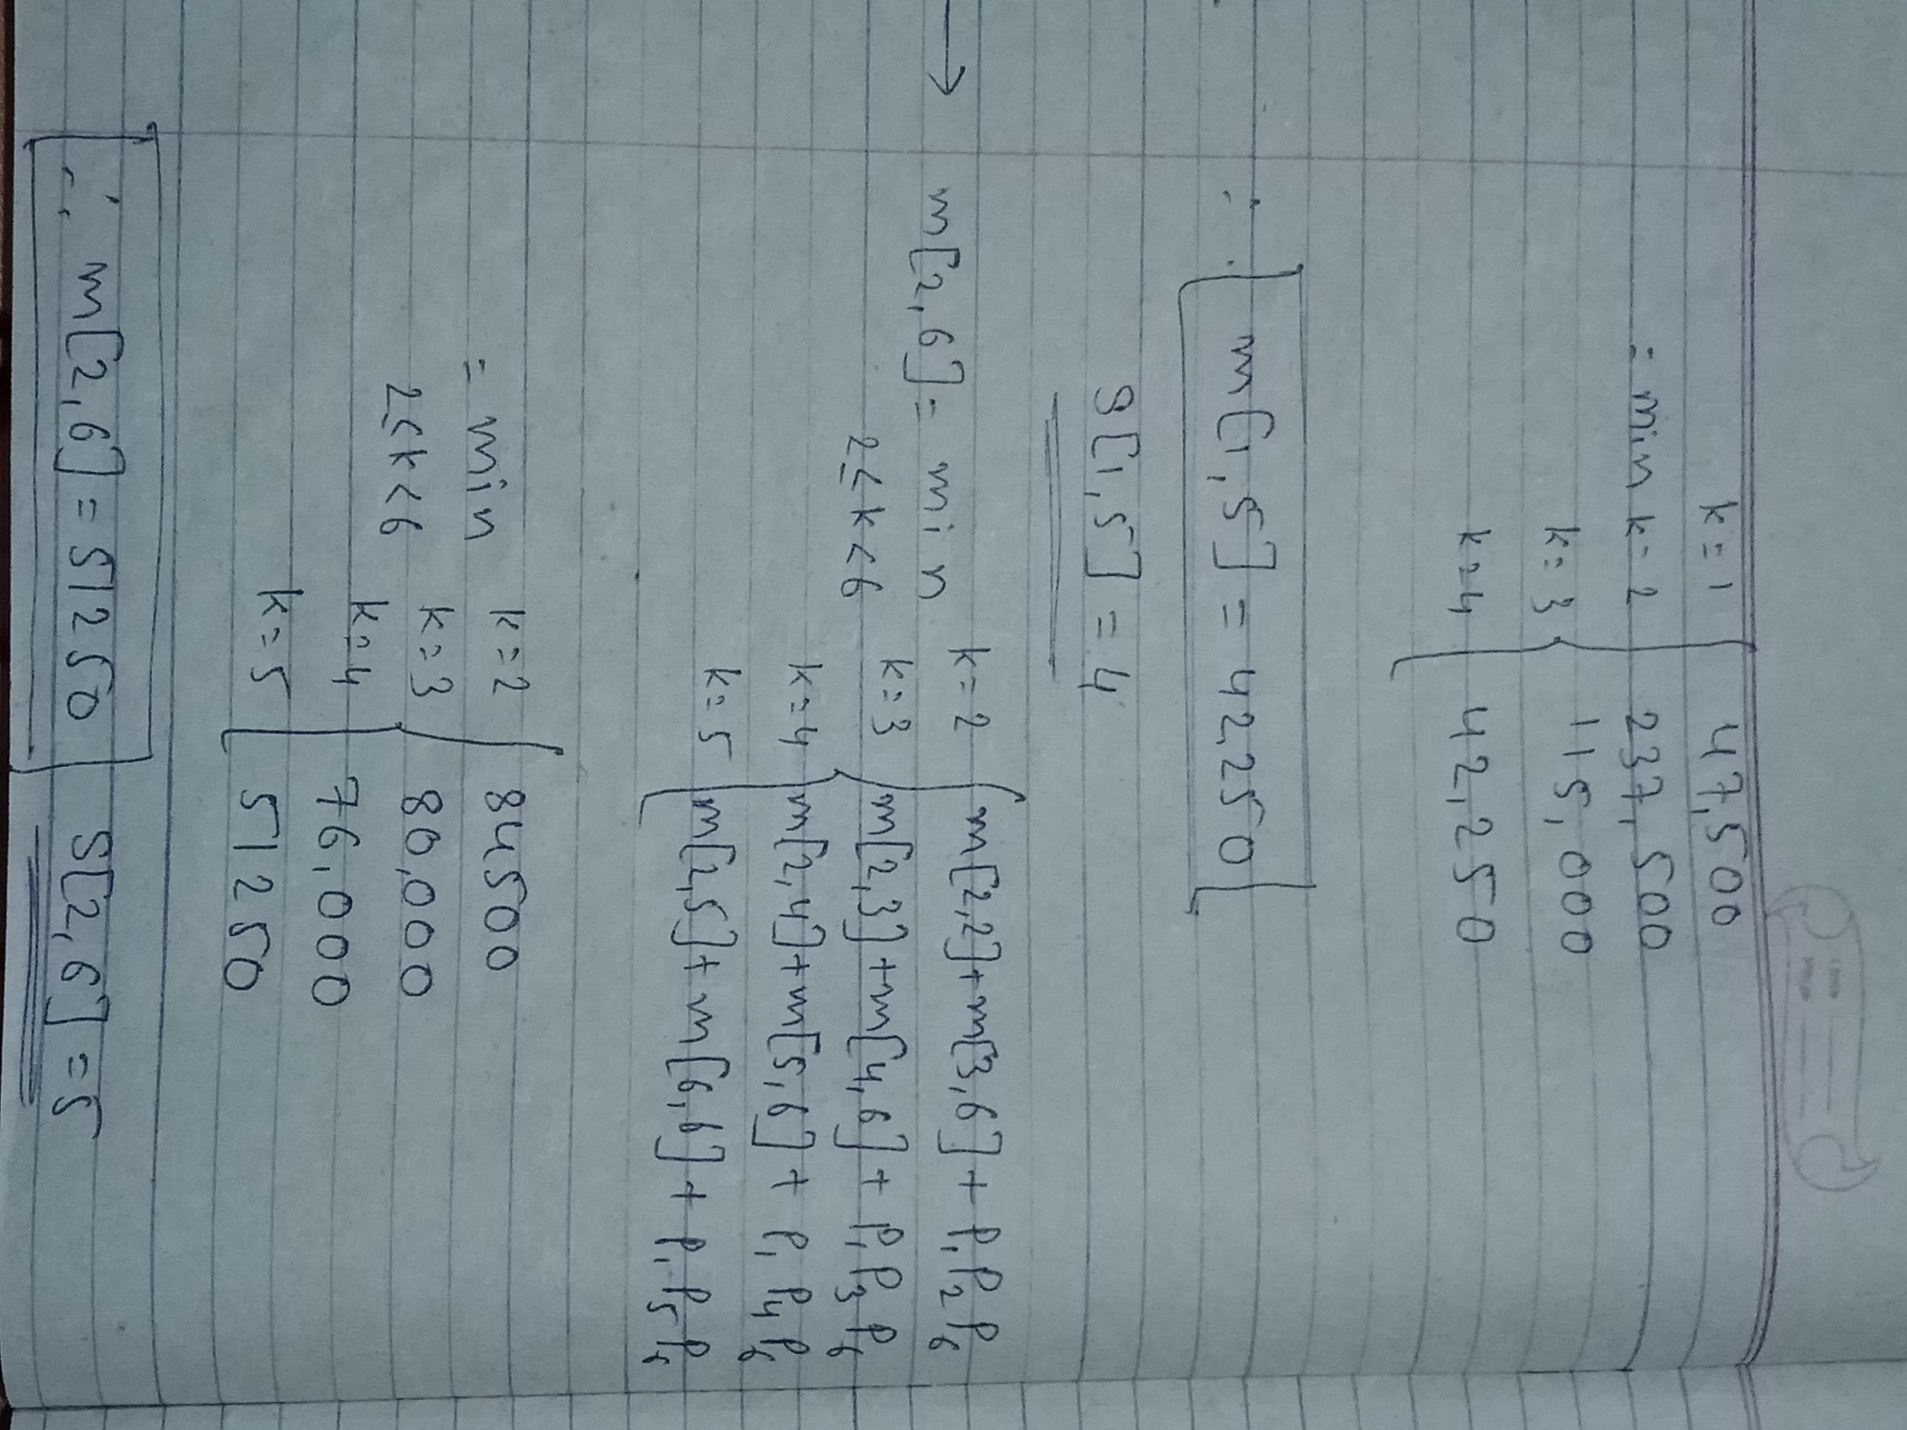 k=1 { 47,500
= min k=2 237,500
k=3 115,000
k=4 42,250
∴ m[1,5] = 42250
S[1,5] = 4
→ m[2,6] = min k=2 { m[2,2]+m[3,6]+P₁P₂P₆
2≤k<6 k=3 m[2,3]+m[4,6]+P₁P₃P₆
k=4 m[2,4]+m[5,6]+P₁P₄P₆
k=5 m[2,5]+m[6,6]+P₁P₅P₆
= min k=2 { 84500
2≤k<6 k=3 80,000
k=4 76,000
k=5 51250
∴ m[2,6] = 51250 S[2,6] = 5